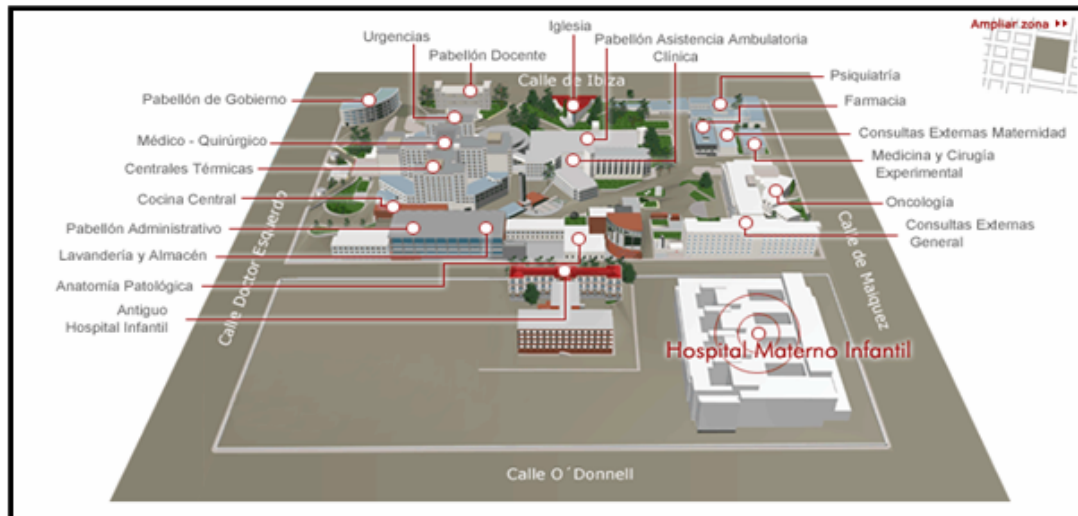 Ampliar zona
Iglesia
Urgencias
Pabellón Asistencia Ambulatoria
Pabellón Docente
Clínica
Calle de Ibiza
Psiquiatría
Pabellón de Gobierno
Farmacia
Médico - Quirúrgico
Consultas Externas Maternidad
Centrales Térmicas
Medicina y Cirugía
Experimental
Cocina Central
Oncología
Pabellón Administrativo
Consultas Externas
General
Lavandería y Almacén
Anatomía Patológica
Antiguo
Hospital Infantil
Calle Doctor Esquerdo
Calle de Maiquez
Hospital Materno Infantil
Calle O´Donnell